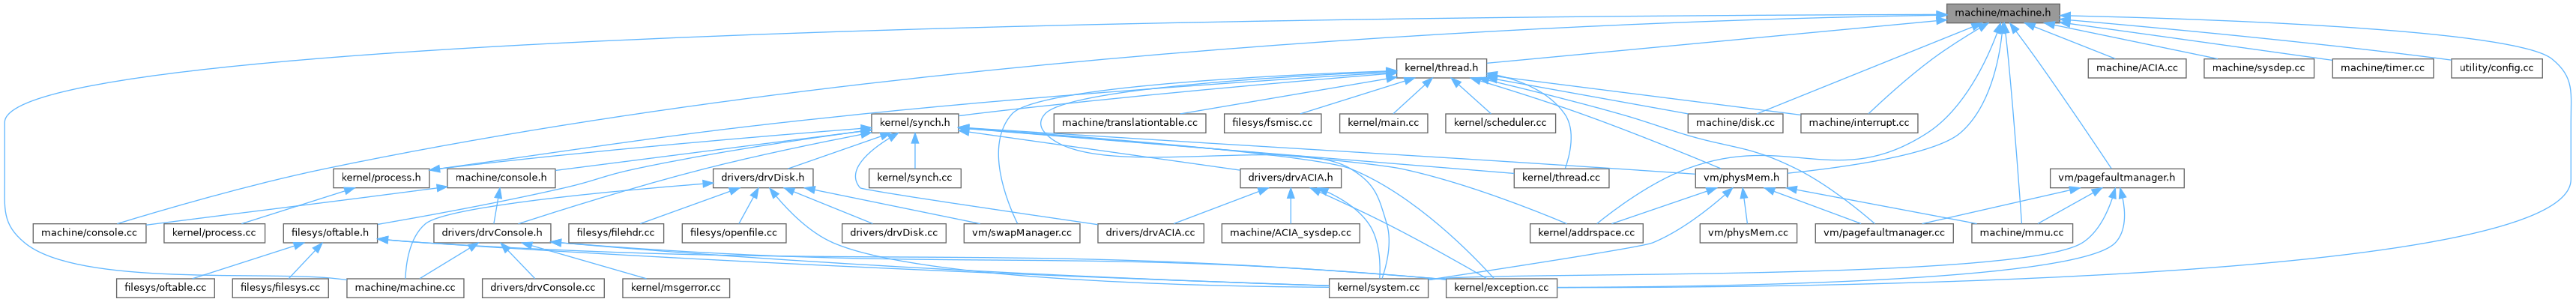 machine/machine.h
kernel/thread.h
machine/ACIA.cc
machine/sysdep.cc
machine/timer.cc
utility/config.cc
kernel/synch.h
machine/translationtable.cc
filesys/fsmisc.cc
kernel/main.cc
kernel/scheduler.cc
machine/disk.cc
machine/interrupt.cc
kernel/process.h
machine/console.h
drivers/drvDisk.h
kernel/synch.cc
drivers/drvACIA.h
kernel/thread.cc
vm/physMem.h
vm/pagefaultmanager.h
machine/console.cc
kernel/process.cc
filesys/oftable.h
drivers/drvConsole.h
filesys/filehdr.cc
filesys/openfile.cc
drivers/drvDisk.cc
vm/swapManager.cc
drivers/drvACIA.cc
machine/ACIA_sysdep.cc
kernel/addrspace.cc
vm/physMem.cc
vm/pagefaultmanager.cc
machine/mmu.cc
filesys/oftable.cc
filesys/filesys.cc
machine/machine.cc
drivers/drvConsole.cc
kernel/msgerror.cc
kernel/system.cc
kernel/exception.cc